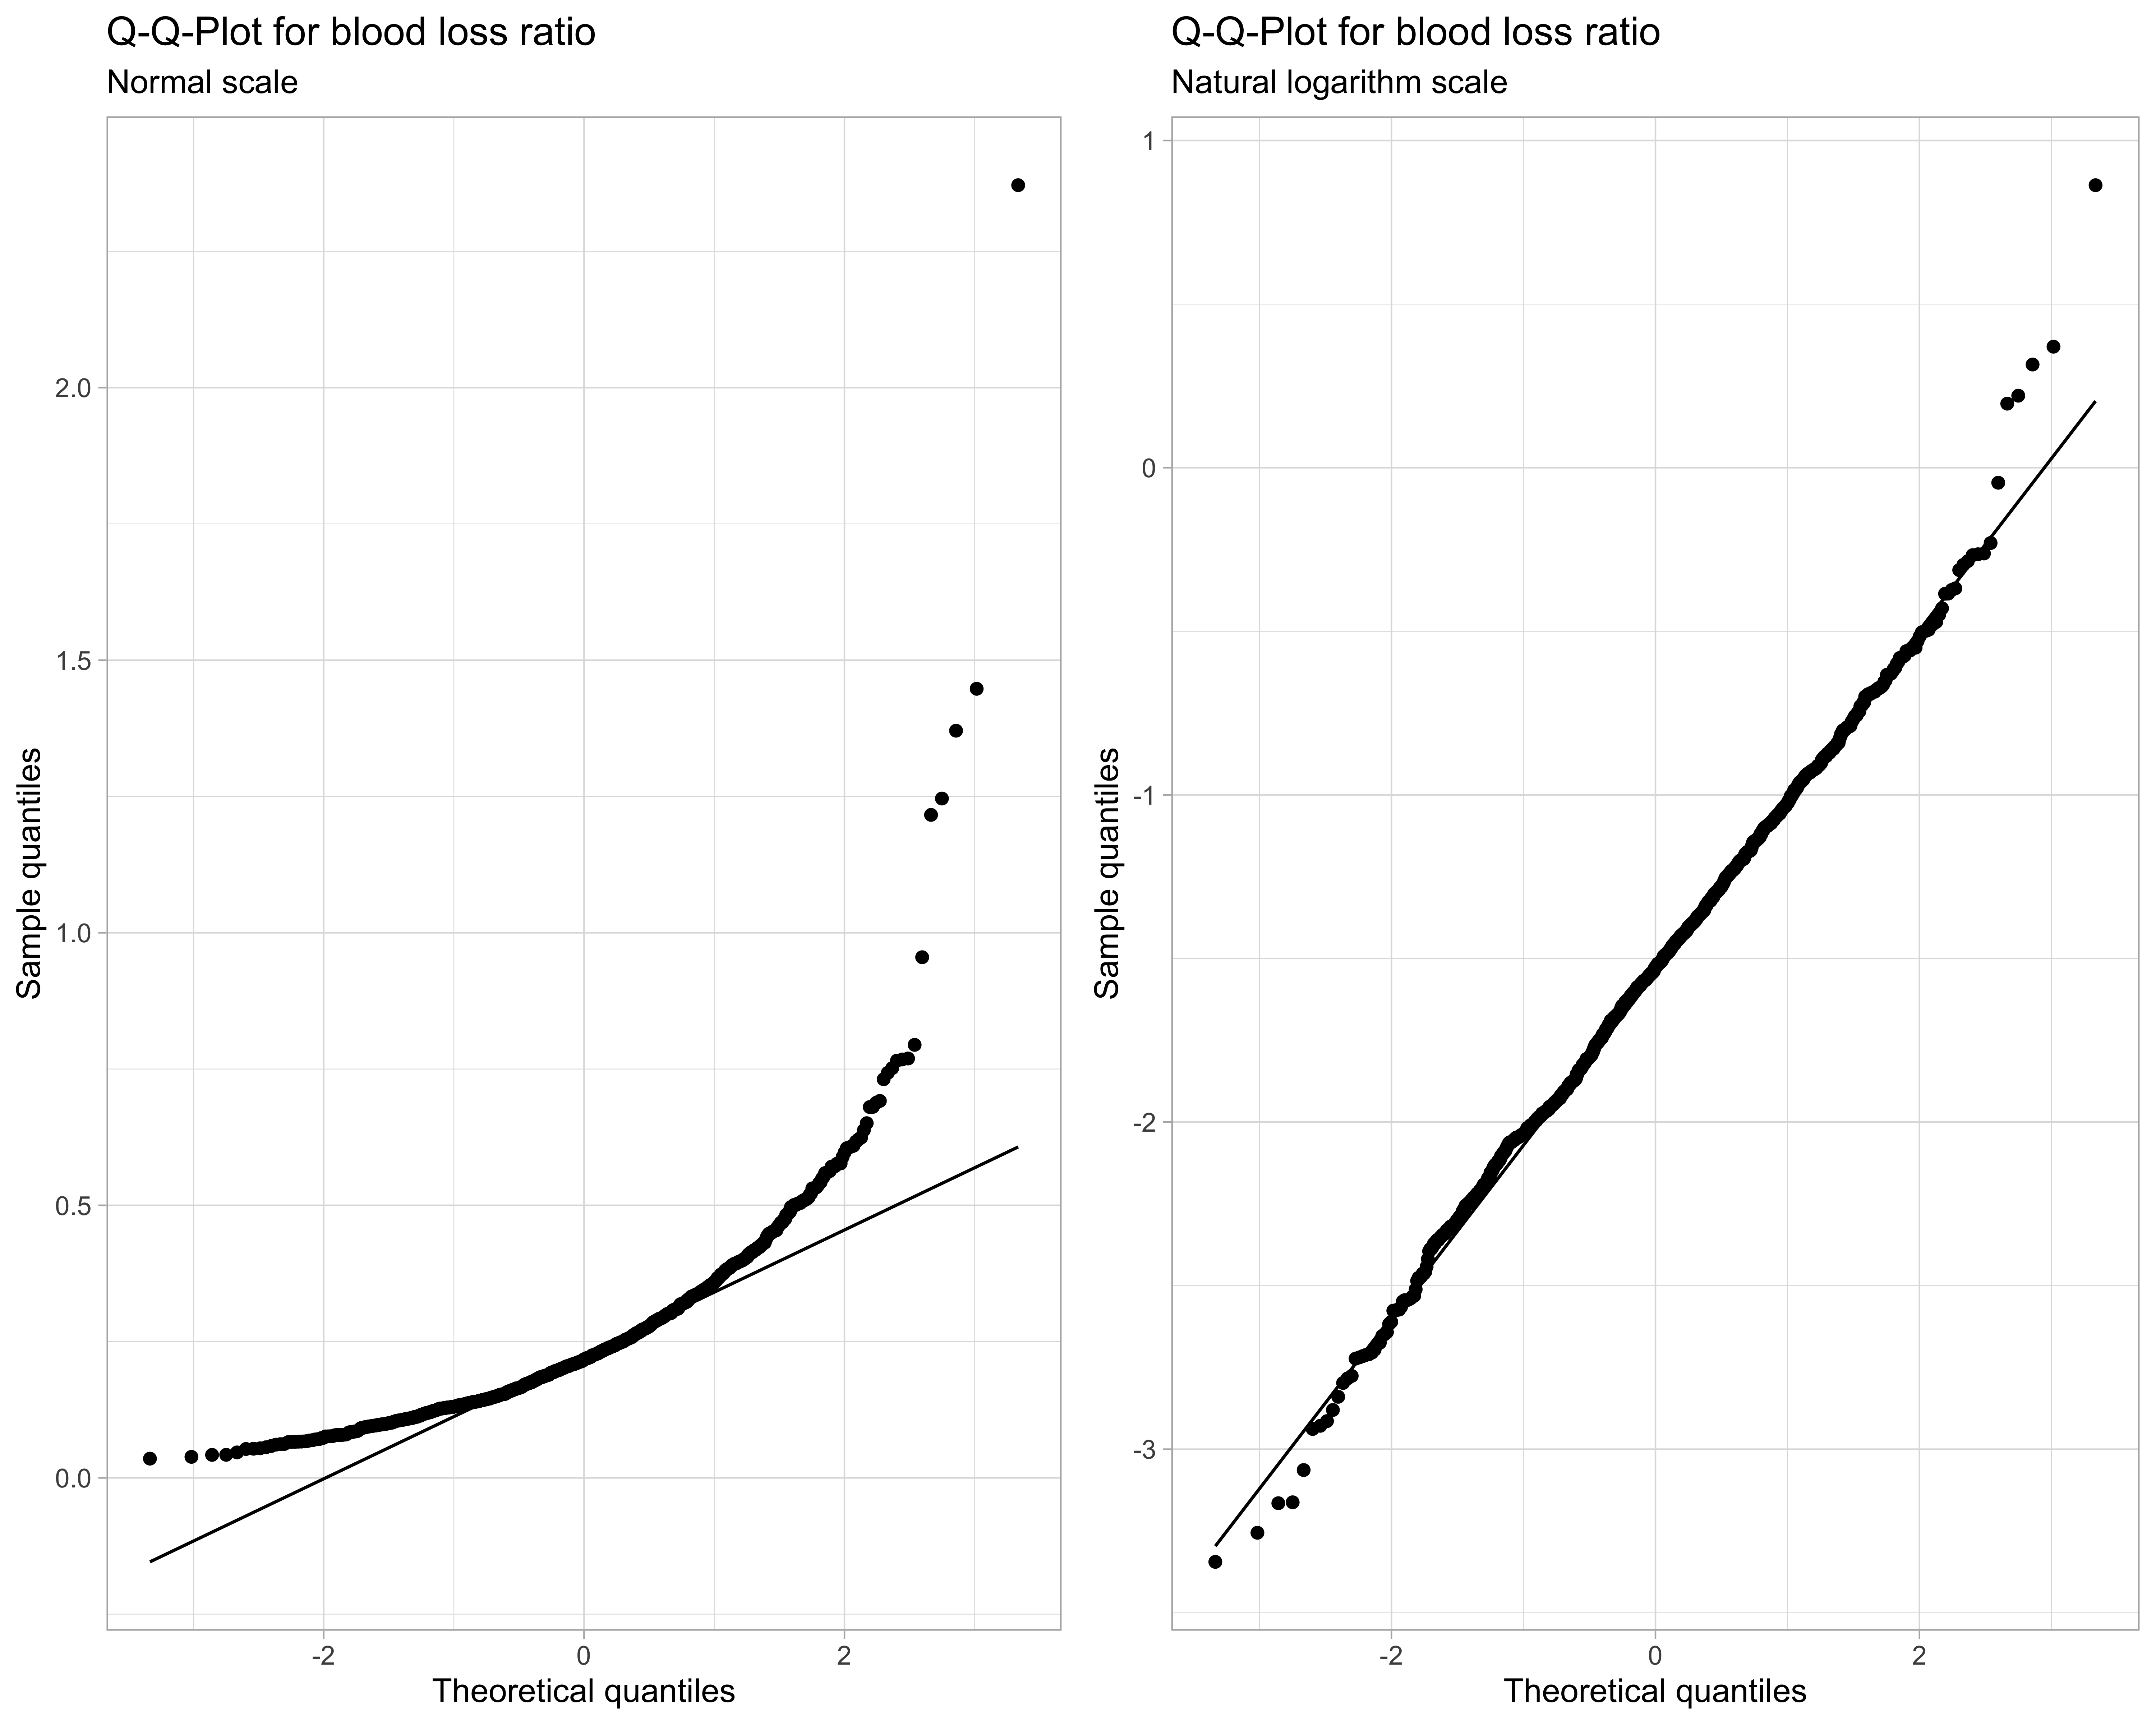 Q-Q-Plot for blood loss ratio
Normal scale
2.0
1.5
1.0
0.5
0.0
Sample quantiles
-2 0 2
Theoretical quantiles
Q-Q-Plot for blood loss ratio
Natural logarithm scale
1
0
-1
-2
-3
Sample quantiles
-2 0 2
Theoretical quantiles